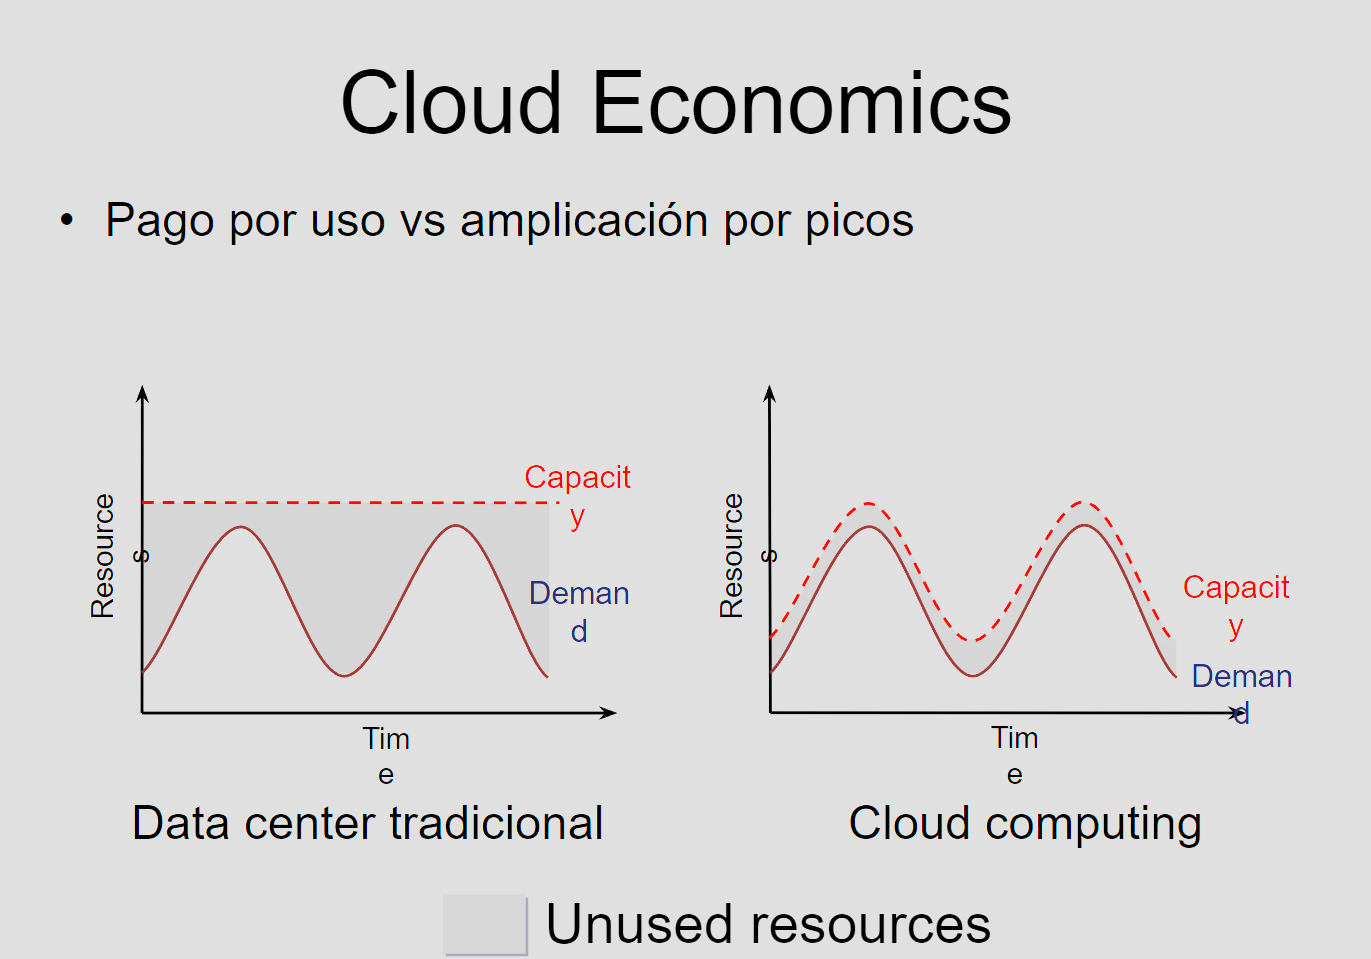 Cloud Economics
• Pago por uso vs amplicación por picos
Resource
s
Capacit
y
Deman
d
Tim
e
Data center tradicional
Resource
s
Capacit
y
Deman
d
Tim
e
Cloud computing
Unused resources